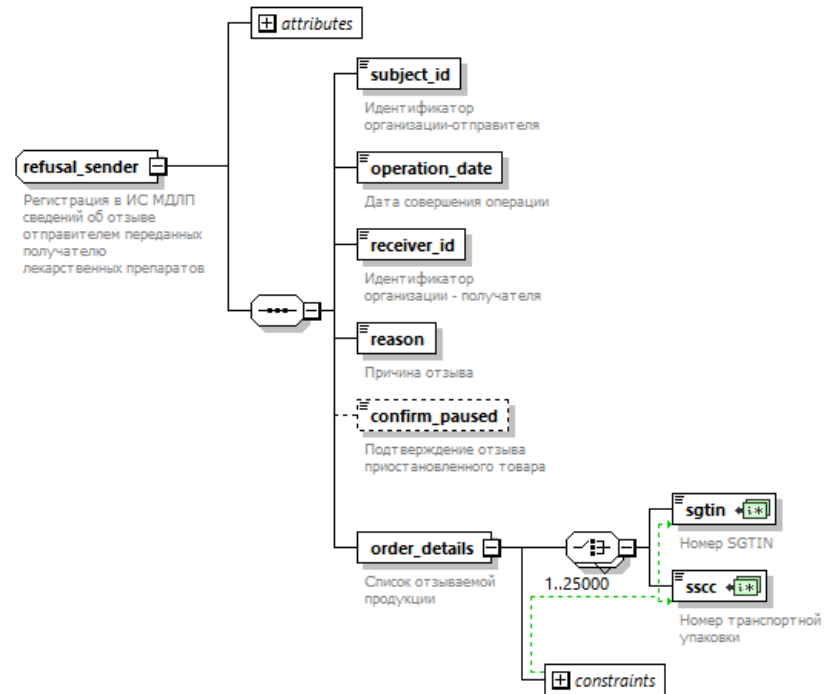 attributes
subject_id
Идентификатор
организации-отправителя
refusal_sender
Регистрация в ИС МДЛП
сведений об отзыве
отправителем переданных
получателю
лекарственных препаратов
operation_date
Дата совершения операции
receiver_id
Идентификатор
организации - получателя
reason
Причина отзыва
confirm_paused
Подтверждение отзыва
приостановленного товара
order_details
Список отзываемой
продукции
1..25000
sgtin
Номер SGTIN
sscc
Номер транспортной
упаковки
constraints